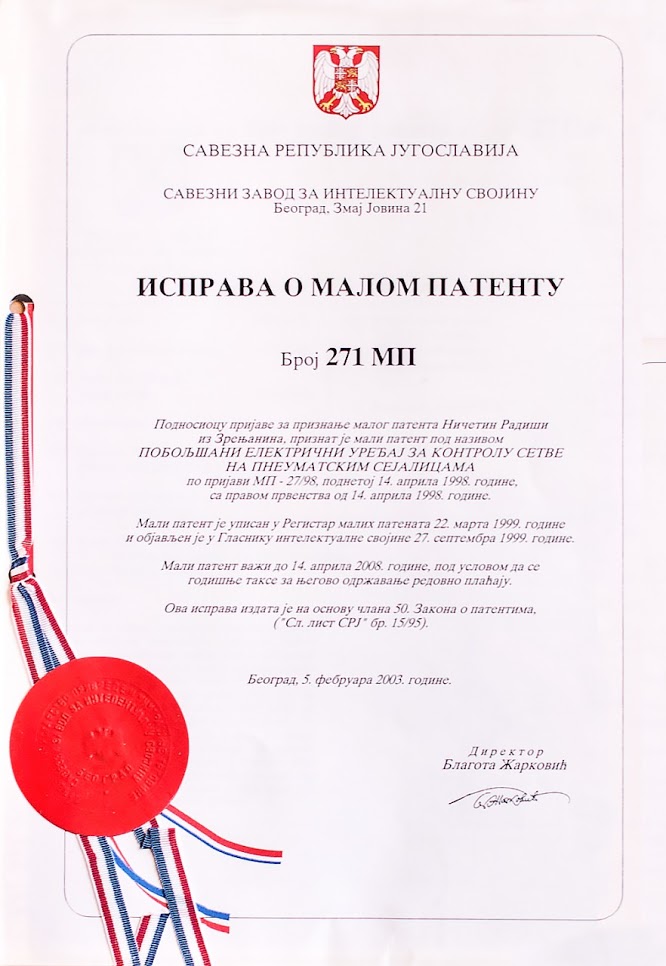 САВЕЗНА РЕПУБЛИКА ЈУГОСЛАВИЈА
САВЕЗНИ ЗАВОД ЗА ИНТЕЛЕКТУАЛНУ СВОЈИНУ
Београд, Змај Јовина 21
ИСПРАВА О МАЛОМ ПАТЕНТУ
Број 271 МП
Подносиоцу пријаве за признање малог патента Ничетин Радиши
из Зрењанина, признат је мали патент под називом
ПОБОЉШАНИ ЕЛЕКТРИЧНИ УРЕЂАЈ ЗА КОНТРОЛУ СЕТВЕ
НА ПНЕУМАТСКИМ СЕЈАЛИЦАМА
по пријави МП - 27/98, поднетој 14. априла 1998. године,
са правом првенства од 14. априла 1998. године.
Мали патент је уписан у Регистар малих патената 22. марта 1999. године
и објављен је у Гласнику интелектуалне својине 27. септембра 1999. године.
Мали патент важи до 14. априла 2008. године, под условом да се
годишње таксе за његово одржавање редовно плаћају.
Ова исправа издата је на основу члана 50. Закона о патентима,
("Сл. лист СРЈ" бр. 15/95).
Београд, 5. фебруара 2003. године.
Директор
Благота Жарковић